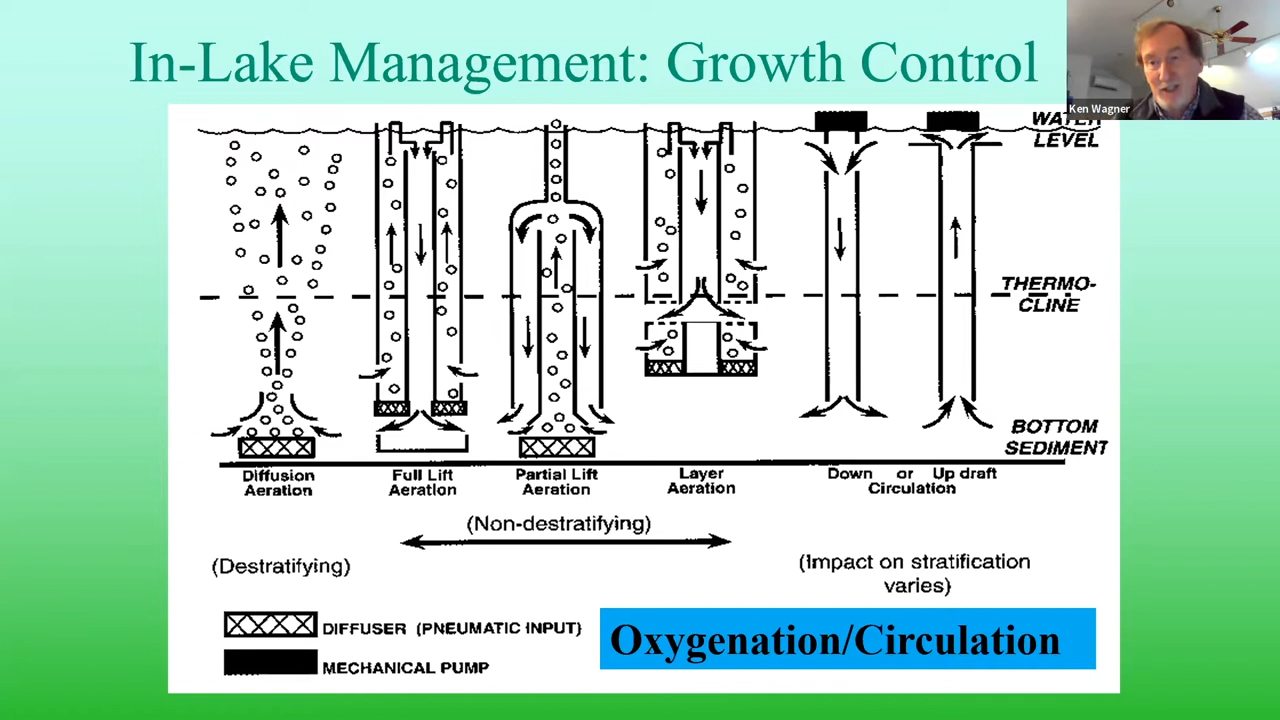 In-Lake Management: Growth Control
Ken Wagner
WATER
LEVEL
THERMO-
CLINE
BOTTOM
SEDIMENT
Diffusion
Aeration
Full Lift
Aeration
Partial Lift
Aeration
Layer
Aeration
Down or Up draft
Circulation
(Non-destratifying)
(Destratifying)
(Impact on stratification
varies)
DIFFUSER (PNEUMATIC INPUT)
MECHANICAL PUMP
Oxygenation/Circulation